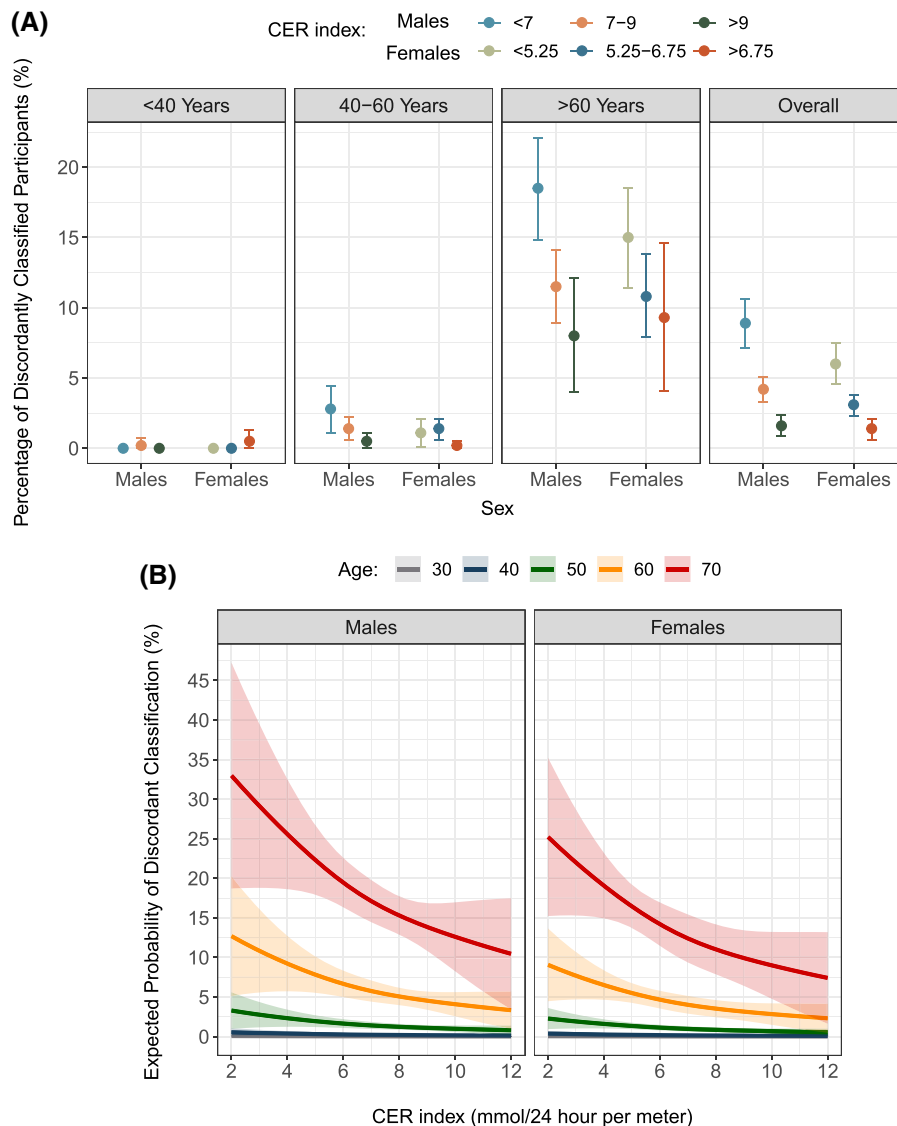 (A)
CER index:
Males <7 7−9 >9
Females <5.25 5.25−6.75 >6.75
Percentage of Discordantly Classified Participants (%)
<40 Years 40−60 Years >60 Years Overall
20
15
10
5
0
Males Females Males Females Males Females Males Females
Sex
(B)
Age: 30 40 50 60 70
Expected Probability of Discordant Classification (%)
Males Females
45
40
35
30
25
20
15
10
5
0
2 4 6 8 10 12 2 4 6 8 10 12
CER index (mmol/24 hour per meter)